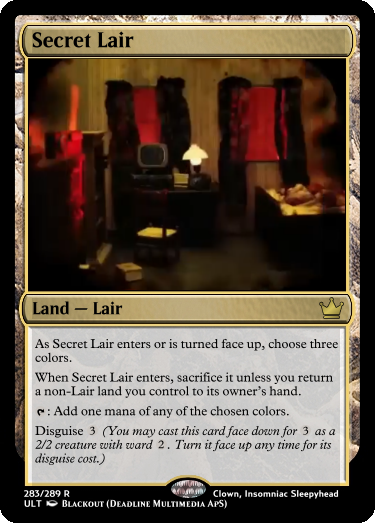 Secret Lair
Land — Lair
As Secret Lair enters or is turned face up, choose three
colors.
When Secret Lair enters, sacrifice it unless you return
a non-Lair land you control to its owner's hand.
: Add one mana of any of the chosen colors.
Disguise 3 (You may cast this card face down for 3 as a
2/2 creature with ward 2. Turn it face up any time for its
disguise cost.)
283/289 R
Clown, Insomniac Sleepyhead
ULT Blackout (Deadline Multimedia ApS)